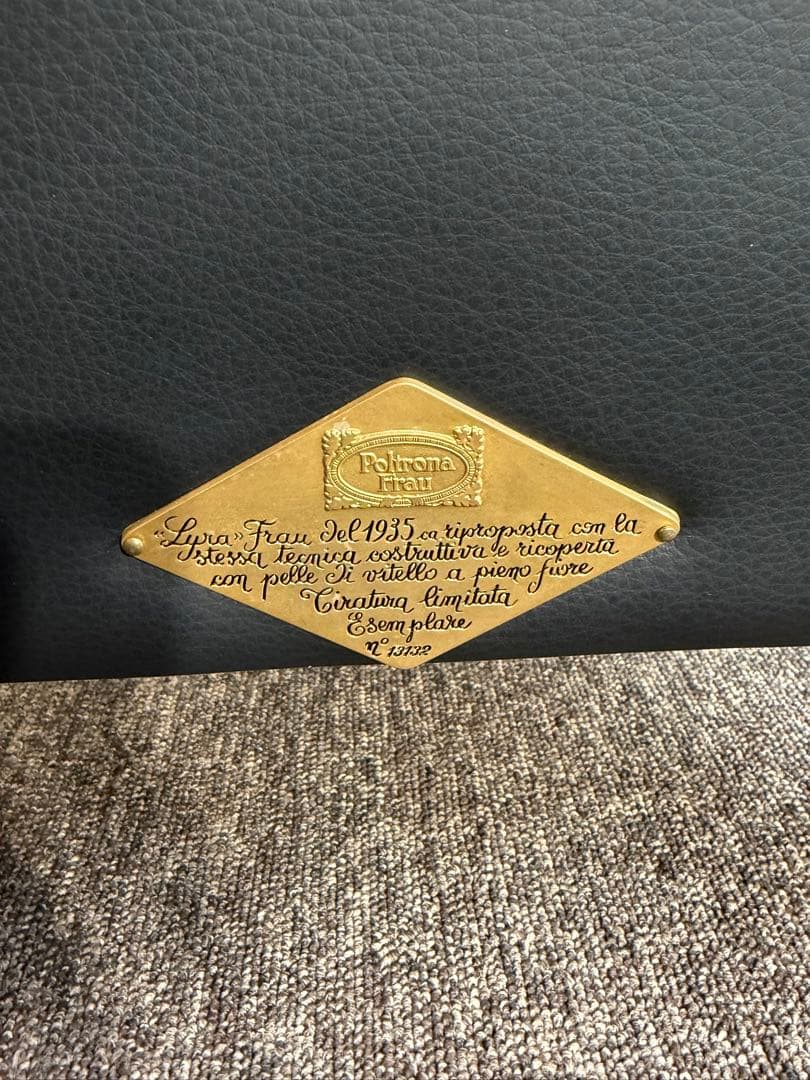 Poltrona
Frau
"Lyra" Frau del 1935 ca riproposta con la
stessa tecnica costruttiva e ricoperta
con pelle di vitello a pieno fiore
Tiratura limitata
Esemplare
n° 13132